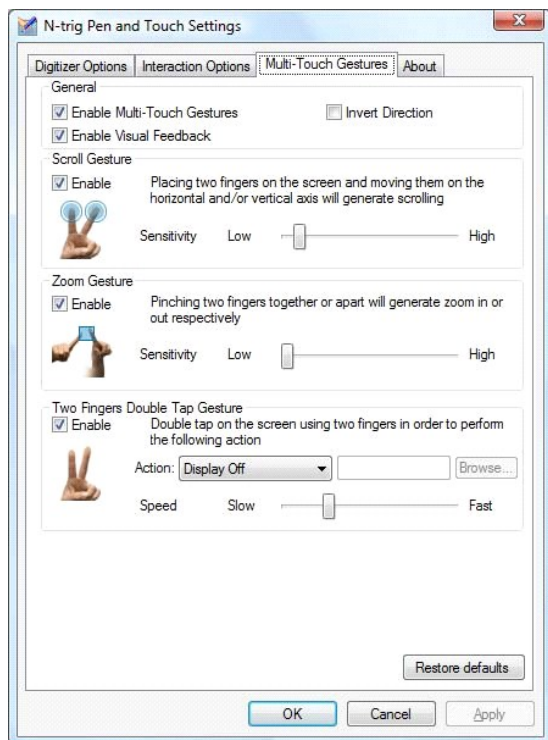 N-trig Pen and Touch Settings
Digitizer Options Interaction Options Multi-Touch Gestures About
General
Enable Multi-Touch Gestures Invert Direction
Enable Visual Feedback
Scroll Gesture
Enable Placing two fingers on the screen and moving them on the
horizontal and/or vertical axis will generate scrolling
Sensitivity Low High
Zoom Gesture
Enable Pinching two fingers together or apart will generate zoom in or
out respectively
Sensitivity Low High
Two Fingers Double Tap Gesture
Enable Double tap on the screen using two fingers in order to perform
the following action
Action: Display Off Browse...
Speed Slow Fast
Restore defaults
OK Cancel Apply